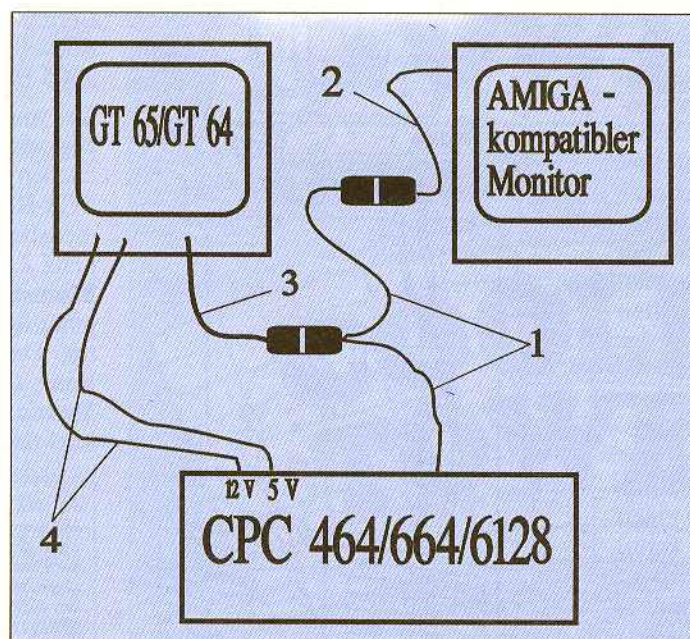 GT 65/GT 64
2
AMIGA -
kompatibler
Monitor
3
1
12 V 5 V
4
CPC 464/664/6128